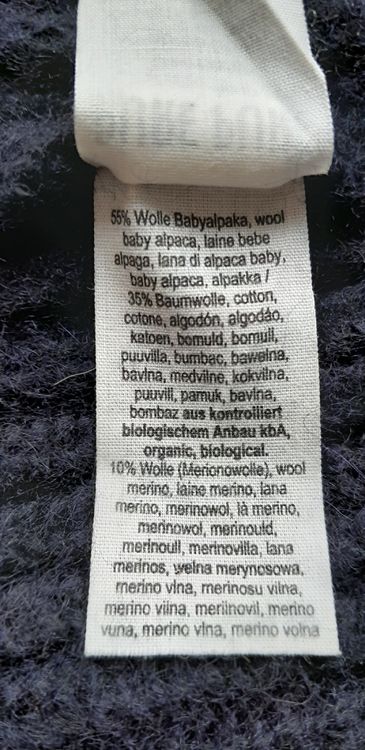 55% Wolle Babyalpaka, wool
baby alpaca, laine bebe
alpaga, lana di alpaca baby,
baby alpaca, alpakka /
35% Baumwolle, cotton,
cotone, algodón, algodão,
katoen, bomuld, bomull,
puuvilla, bumbac, bawełna,
bavlna, medvilne, kokvilna,
puuvill, pamuk, bavlna,
bombaz aus kontrolliert
biologischem Anbau kbA,
organic, biological.
10% Wolle (Merionowolle), wool
merino, laine merino, lana
merino, merinowol, lã merino,
merinowol, merinould,
merinoull, merinovilla, lana
merinos, wełna merynosowa,
merino vlna, merinosu vilna,
merino viina, meriinovil, merino
vuna, merino vlna, merino volna